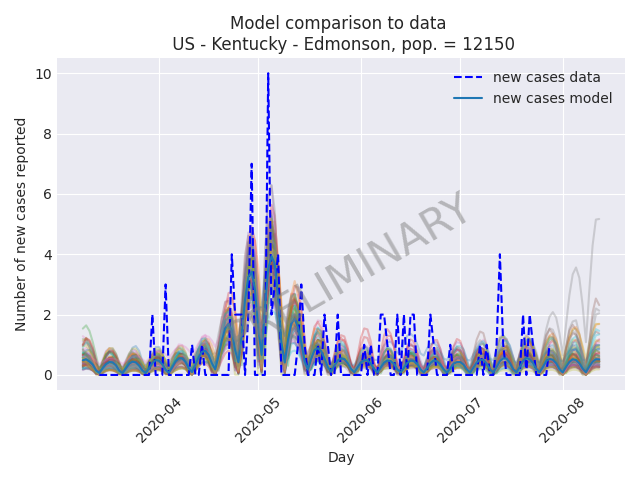 Model comparison to data
US - Kentucky - Edmonson, pop. = 12150
new cases data
new cases model
Number of new cases reported
10
8
6
4
2
0
2020-04
2020-05
2020-06
2020-07
2020-08
Day